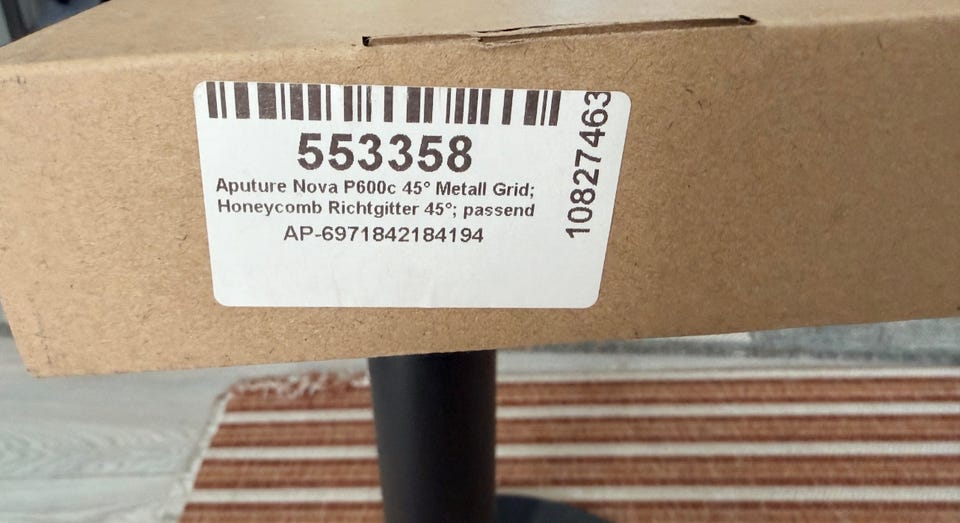 553358
Aputure Nova P600c 45° Metall Grid;
Honeycomb Richtgitter 45°; passend
AP-6971842184194
10827463